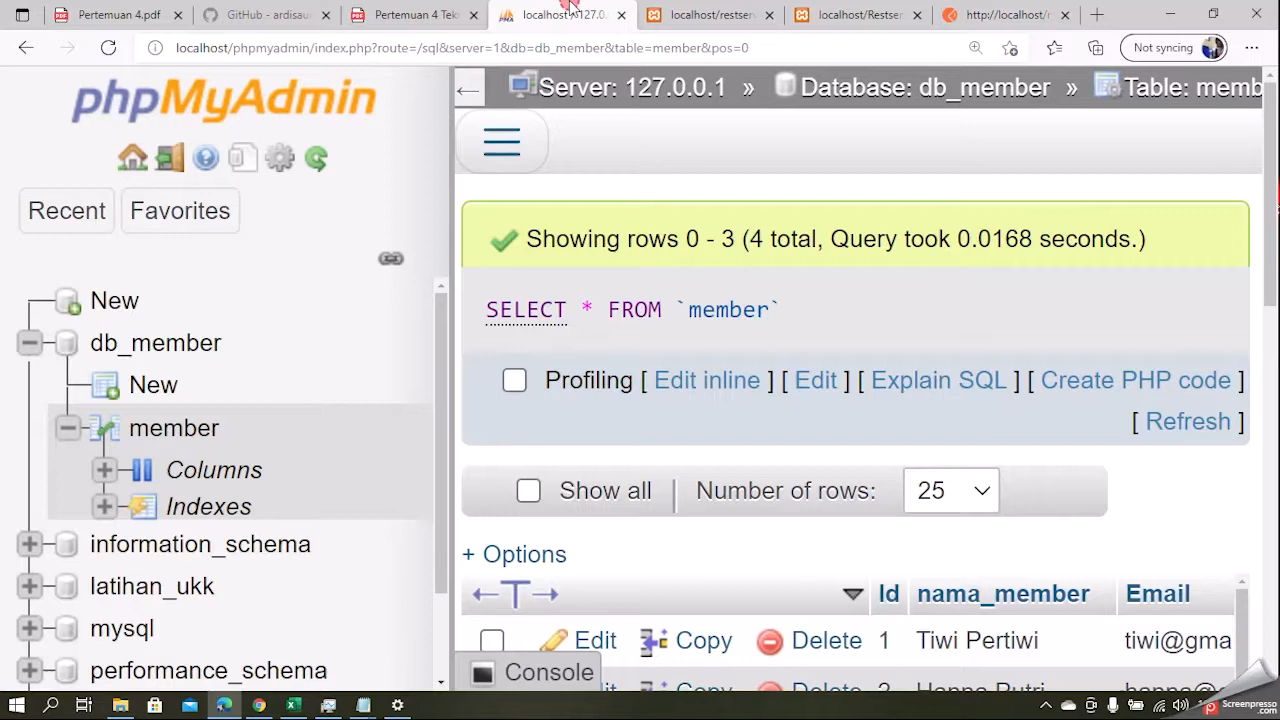 Pertemuan 4.pdf
GitHub - ardisau
Pertemuan 4 Tek
localhost / 127.0.
localhost/restserv
localhost/Restser
http://localhost/r
localhost/phpmyadmin/index.php?route=/sql&server=1&db=db_member&table=member&pos=0
Not syncing
phpMyAdmin
Recent
Favorites
New
db_member
New
member
Columns
Indexes
information_schema
latihan_ukk
mysql
performance_schema
← Server: 127.0.0.1 » Database: db_member » Table: memb
Showing rows 0 - 3 (4 total, Query took 0.0168 seconds.)
SELECT * FROM `member`
Profiling [ Edit inline ] [ Edit ] [ Explain SQL ] [ Create PHP code ]
[ Refresh ]
Show all | Number of rows: 25
+ Options
←T→ Id nama_member Email
Edit Copy Delete 1 Tiwi Pertiwi tiwi@gma
Console
Screenpresso
.com